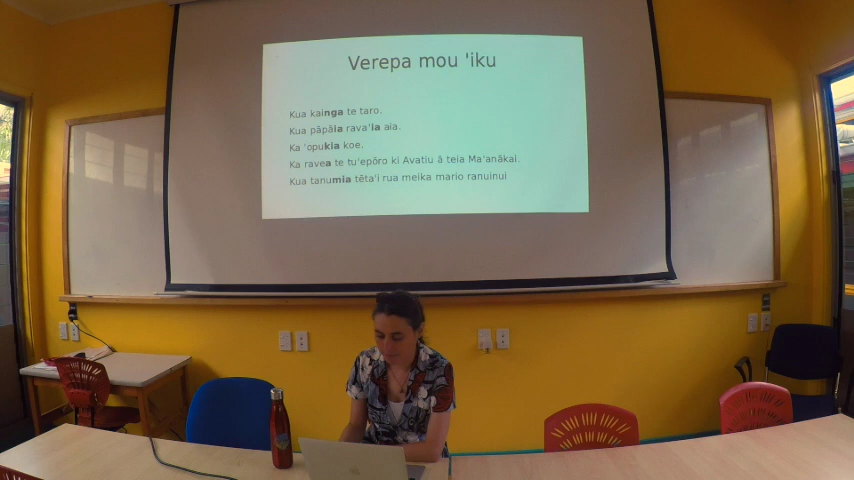 Verepa mou 'iku
Kua kainga te taro.
Kua pāpāia rava'ia aia.
Ka 'opukia koe.
Ka ravea te tu'epōro ki Avatiu ā teia Ma'anākai.
Kua tanumia tēta'i rua meika mario ranuinui